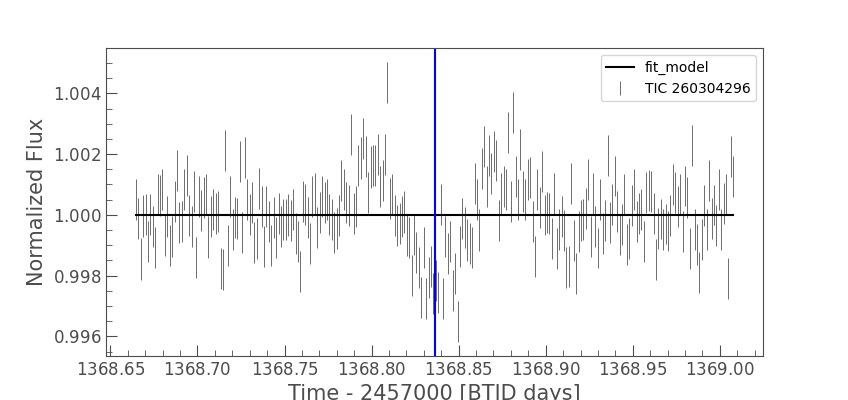 fit_model
TIC 260304296
Normalized Flux
1.004
1.002
1.000
0.998
0.996
1368.65 1368.70 1368.75 1368.80 1368.85 1368.90 1368.95 1369.00
Time - 2457000 [BTJD days]